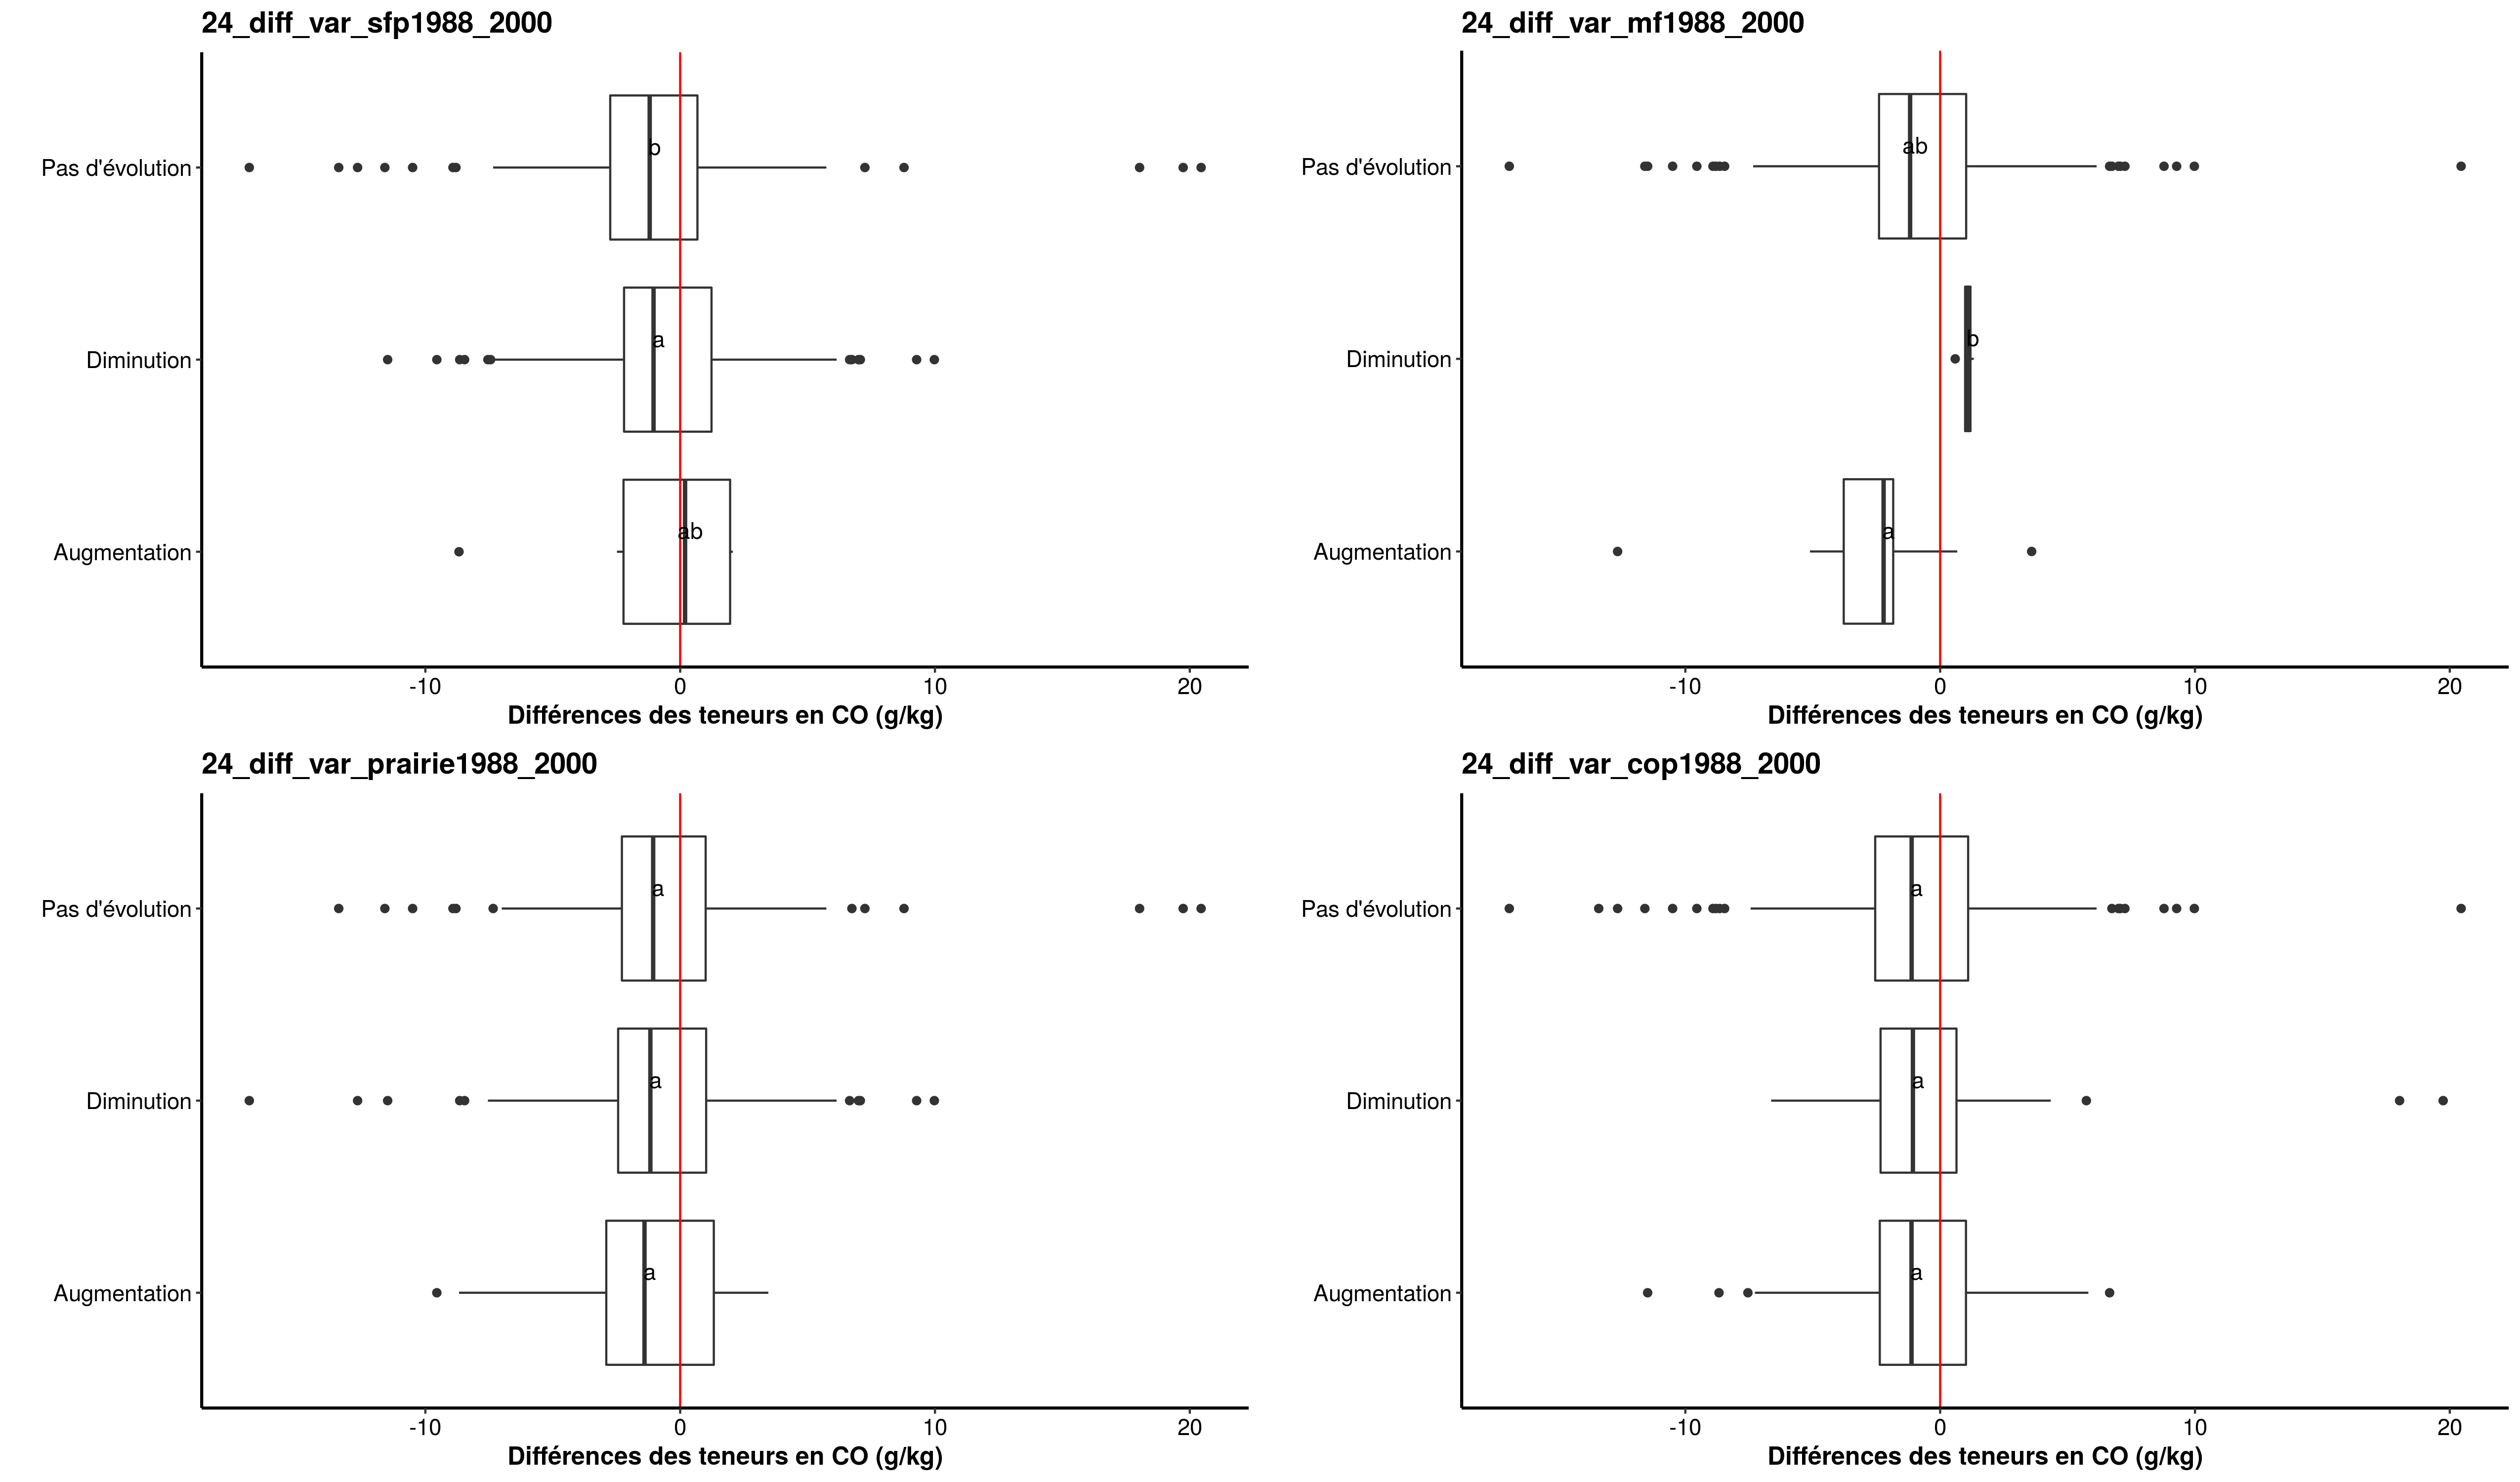 24_diff_var_sfp1988_2000
Pas d'évolution
b
Diminution
a
Augmentation
ab
-10 0 10 20
Différences des teneurs en CO (g/kg)
24_diff_var_mf1988_2000
Pas d'évolution
ab
Diminution
b
Augmentation
a
-10 0 10 20
Différences des teneurs en CO (g/kg)
24_diff_var_prairie1988_2000
Pas d'évolution
a
Diminution
a
Augmentation
a
-10 0 10 20
Différences des teneurs en CO (g/kg)
24_diff_var_cop1988_2000
Pas d'évolution
a
Diminution
a
Augmentation
a
-10 0 10 20
Différences des teneurs en CO (g/kg)